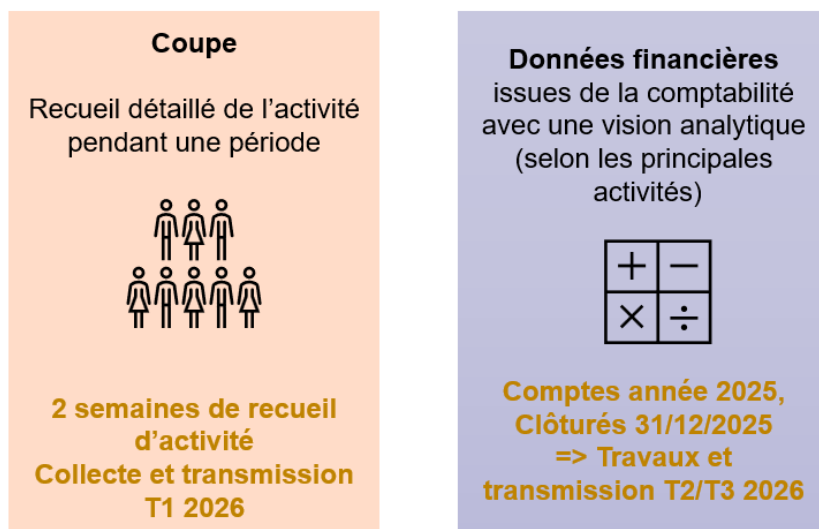 Coupe
Recueil détaillé de l’activité
pendant une période
2 semaines de recueil
d’activité
Collecte et transmission
T1 2026
Données financières
issues de la comptabilité
avec une vision analytique
(selon les principales
activités)
+ −
× ÷
Comptes année 2025,
Clôturés 31/12/2025
=> Travaux et
transmission T2/T3 2026